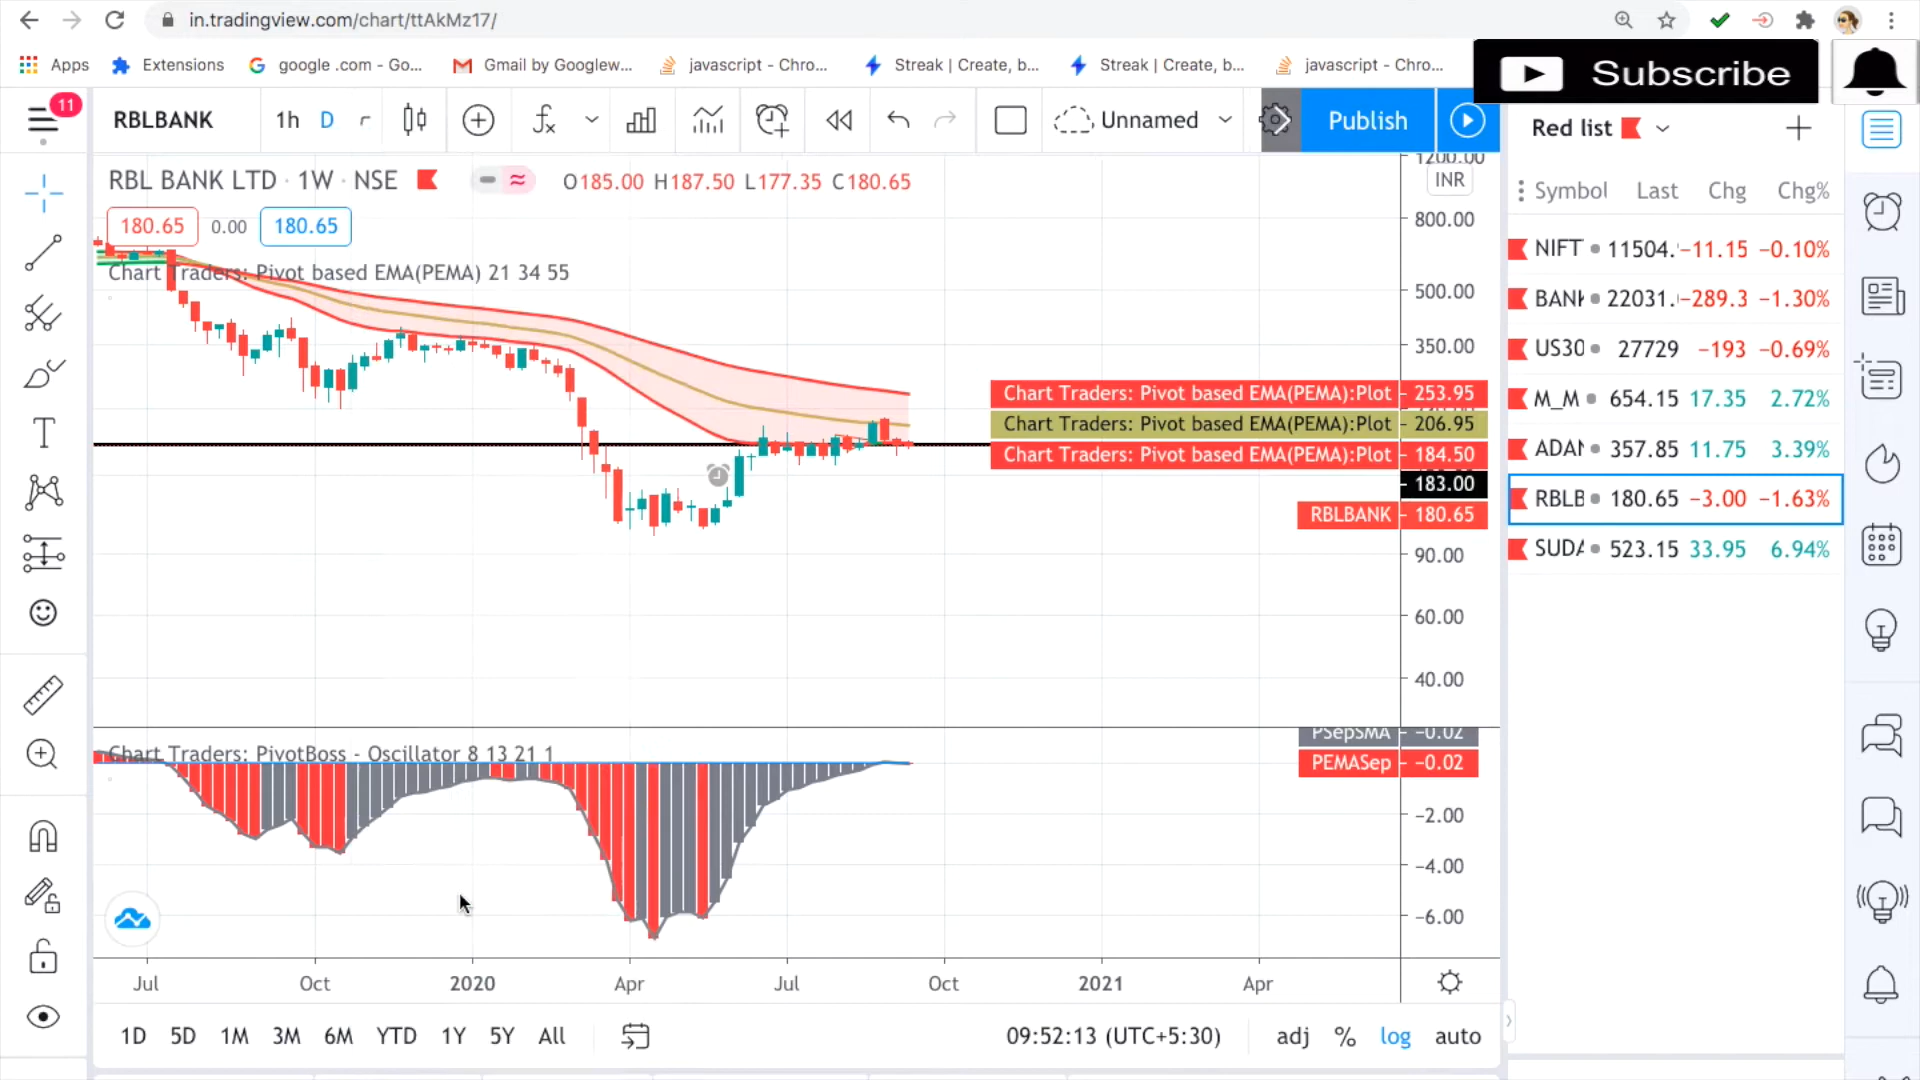 in.tradingview.com/chart/ttAkMz17/
Apps
Extensions
google .com - Go...
Gmail by Googlew...
javascript - Chro...
Streak | Create, b...
Streak | Create, b...
javascript - Chro...
Subscribe
11
RBLBANK
1h
D
Unnamed
Publish
Red list
RBL BANK LTD · 1W · NSE
O185.00 H187.50 L177.35 C180.65
180.65
0.00
180.65
Chart Traders: Pivot based EMA(PEMA) 21 34 55
1200.00
INR
800.00
500.00
350.00
Chart Traders: Pivot based EMA(PEMA):Plot 253.95
Chart Traders: Pivot based EMA(PEMA):Plot 206.95
Chart Traders: Pivot based EMA(PEMA):Plot 184.50
183.00
RBLBANK 180.65
90.00
60.00
40.00
Chart Traders: PivotBoss - Oscillator 8 13 21 1
PSepSMA −0.02
PEMASep −0.02
−2.00
−4.00
−6.00
Jul
Oct
2020
Apr
Jul
Oct
2021
Apr
1D
5D
1M
3M
6M
YTD
1Y
5Y
All
09:52:13 (UTC+5:30)
adj
%
log
auto
Symbol Last Chg Chg%
NIFT 11504. −11.15 −0.10%
BANK 22031. −289.3 −1.30%
US30 27729 −193 −0.69%
M_M 654.15 17.35 2.72%
ADAN 357.85 11.75 3.39%
RBLB 180.65 −3.00 −1.63%
SUDA 523.15 33.95 6.94%